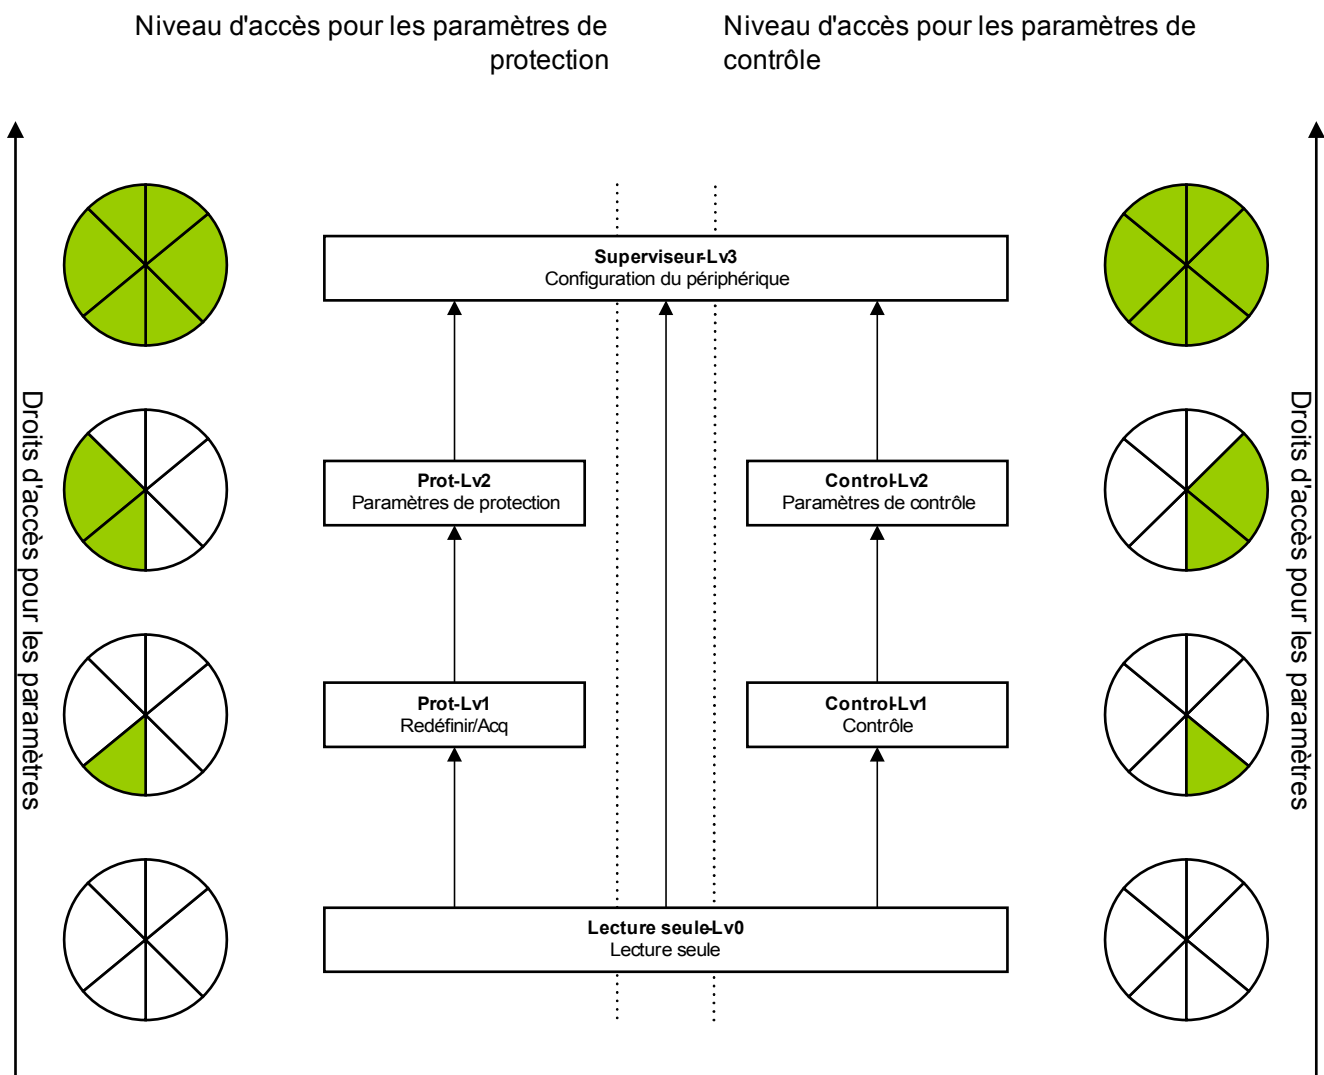 Niveau d'accès pour les paramètres de
protection
Niveau d'accès pour les paramètres de
contrôle
Droits d'accès pour les paramètres
Superviseur-Lv3
Configuration du périphérique
Prot-Lv2
Paramètres de protection
Control-Lv2
Paramètres de contrôle
Prot-Lv1
Redéfinir/Acq
Control-Lv1
Contrôle
Lecture seule-Lv0
Lecture seule
Droits d'accès pour les paramètres